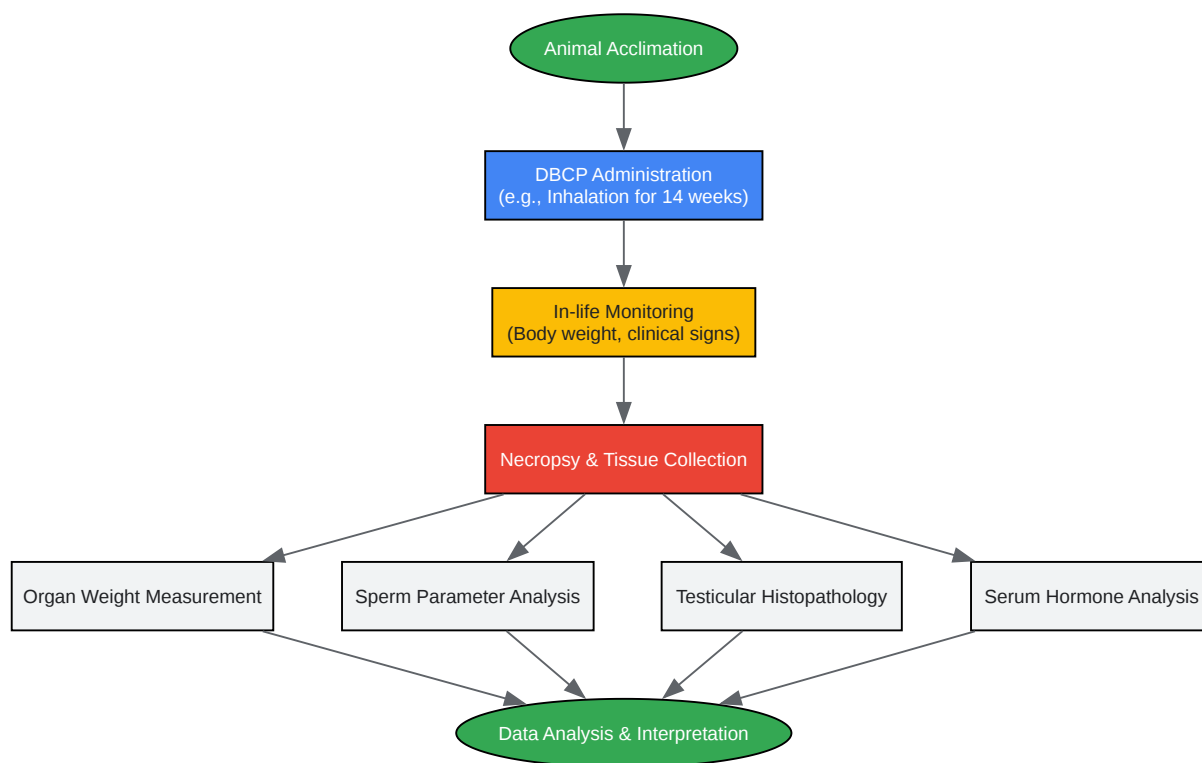 Animal Acclimation
DBCP Administration
(e.g., Inhalation for 14 weeks)
In-life Monitoring
(Body weight, clinical signs)
Necropsy & Tissue Collection
Organ Weight Measurement
Sperm Parameter Analysis
Testicular Histopathology
Serum Hormone Analysis
Data Analysis & Interpretation